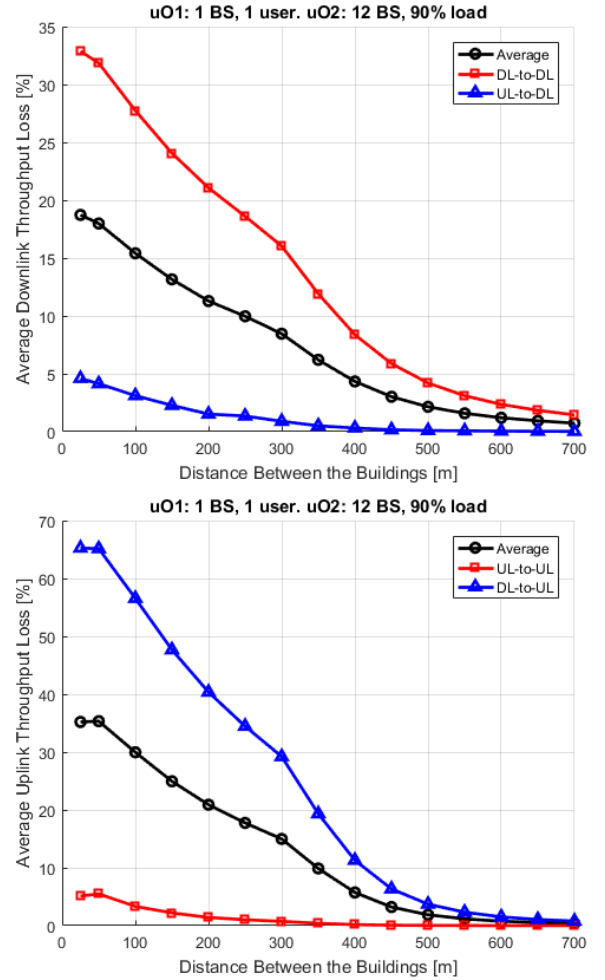 uO1: 1 BS, 1 user. uO2: 12 BS, 90% load
35
30
25
20
15
10
5
0
Average Downlink Throughput Loss [%]
Average
DL-to-DL
UL-to-DL
0 100 200 300 400 500 600 700
Distance Between the Buildings [m]
uO1: 1 BS, 1 user. uO2: 12 BS, 90% load
70
60
50
40
30
20
10
0
Average Uplink Throughput Loss [%]
Average
UL-to-UL
DL-to-UL
0 100 200 300 400 500 600 700
Distance Between the Buildings [m]